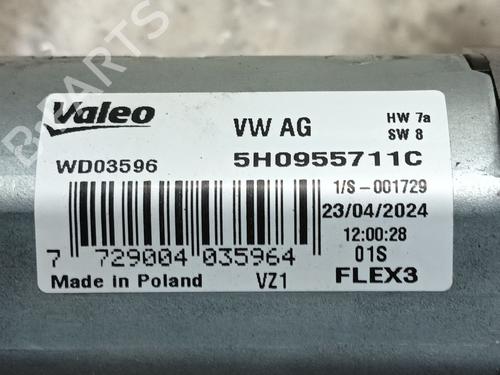 Valeo
VW AG
HW 7a
SW 8
WD03596
5H0955711C
1/S-001729
23/04/2024
12:00:28
7 729004 035964
01S
Made in Poland
VZ1
FLEX3